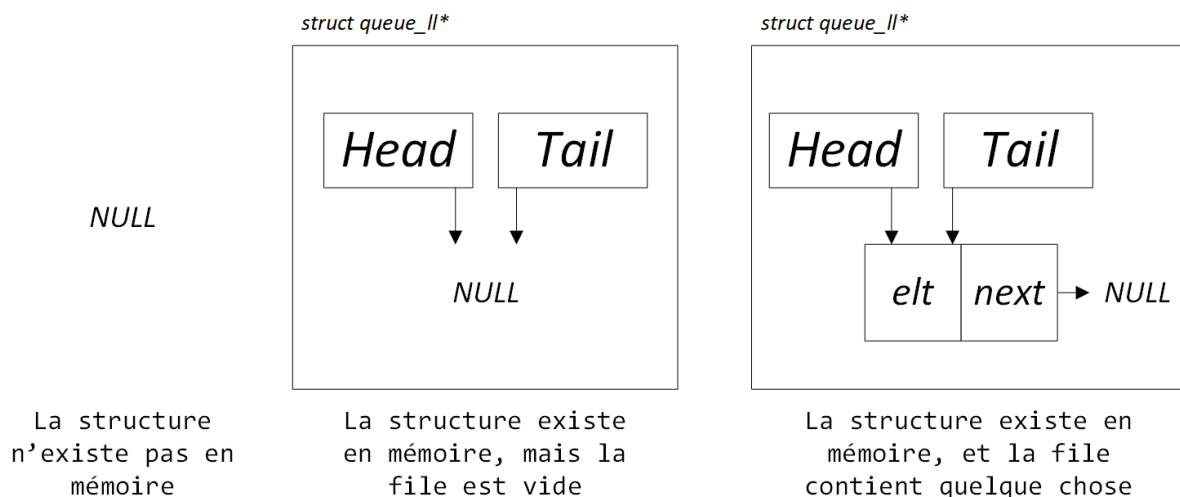 struct queue_ll*
struct queue_ll*
Head Tail
Head Tail
NULL
NULL
elt next NULL
La structure
n'existe pas en
mémoire
La structure existe
en mémoire, mais la
file est vide
La structure existe en
mémoire, et la file
contient quelque chose